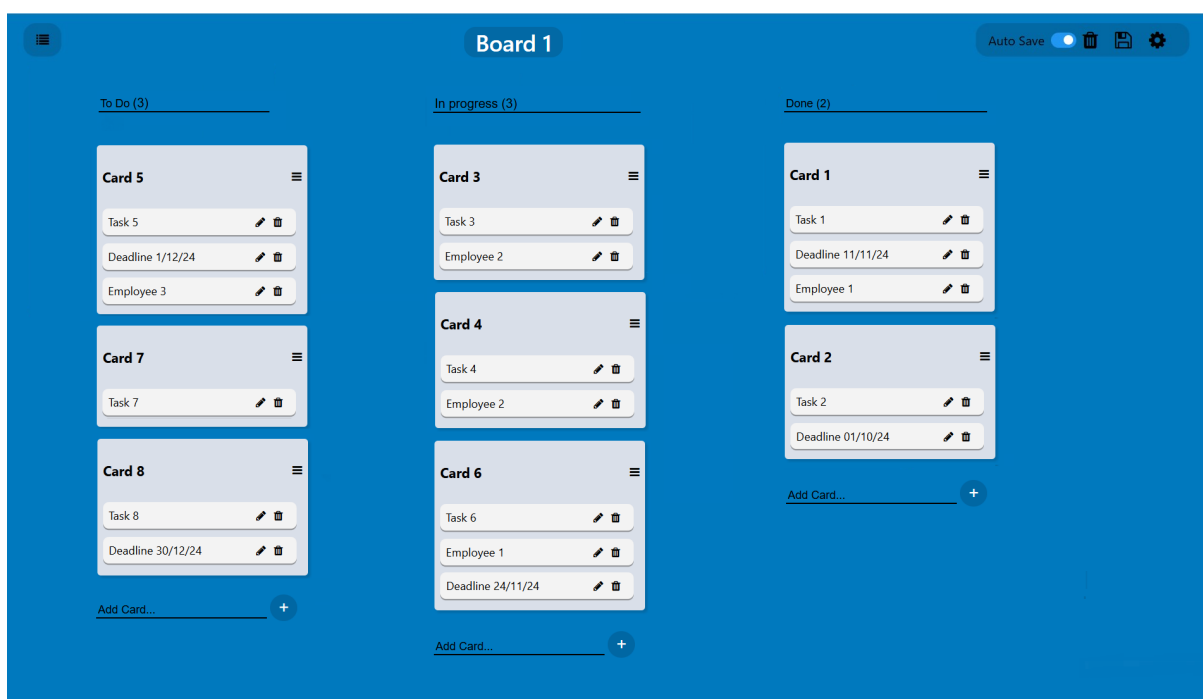 Board 1
Auto Save
To Do (3)
Card 5
Task 5
Deadline 1/12/24
Employee 3
Card 7
Task 7
Card 8
Task 8
Deadline 30/12/24
Add Card...
In progress (3)
Card 3
Task 3
Employee 2
Card 4
Task 4
Employee 2
Card 6
Task 6
Employee 1
Deadline 24/11/24
Add Card...
Done (2)
Card 1
Task 1
Deadline 11/11/24
Employee 1
Card 2
Task 2
Deadline 01/10/24
Add Card...